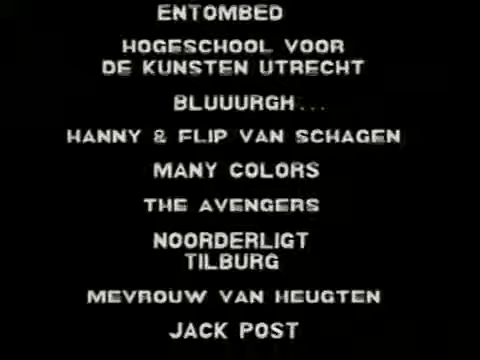 ENTOMBED
HOGESCHOOL VOOR
DE KUNSTEN UTRECHT
BLUUURGH...
HANNY & FLIP VAN SCHAGEN
MANY COLORS
THE AVENGERS
NOORDERLIGT
TILBURG
MEVROUW VAN HEUGTEN
JACK POST